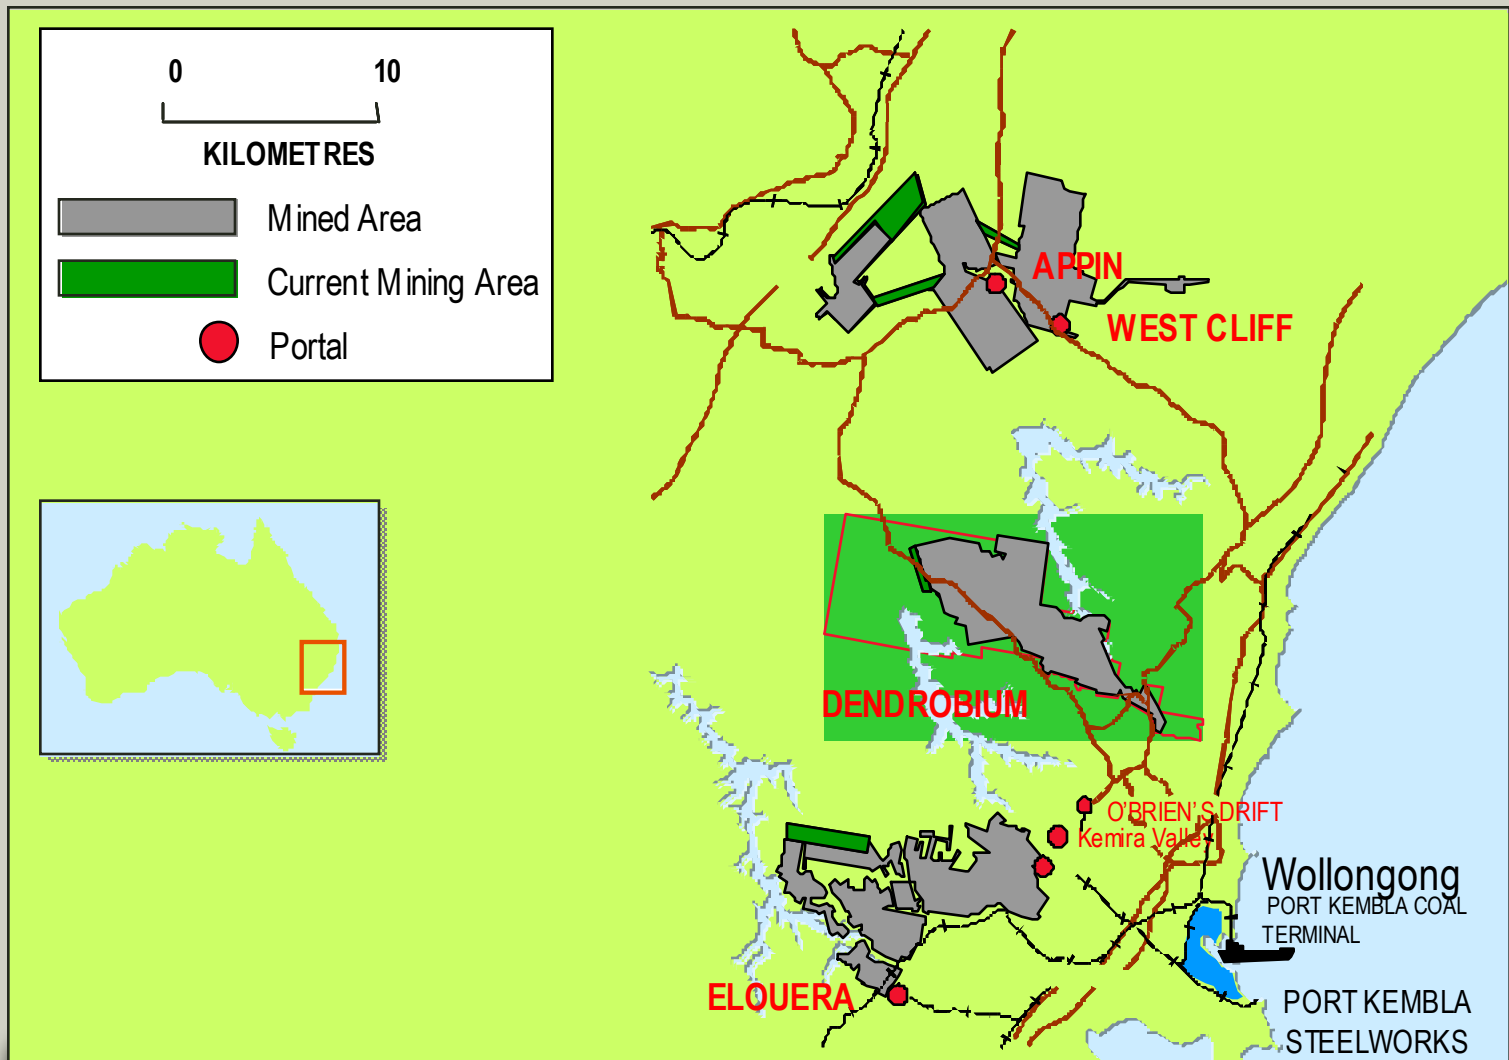 0 10
KILOMETRES
Mined Area
Current Mining Area
Portal
APPIN
WEST CLIFF
DENDROBIUM
O'BRIEN'S DRIFT
Kemira Valley
Wollongong
PORT KEMBLA COAL
TERMINAL
ELOUERA
PORT KEMBLA
STEELWORKS